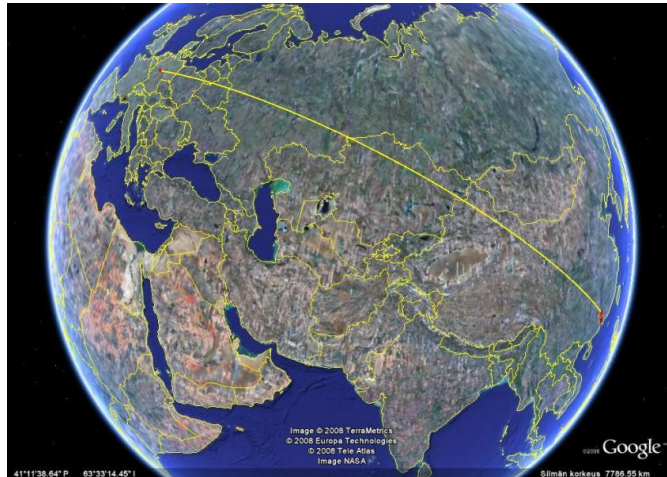 Image © 2008 TerraMetrics
© 2008 Europa Technologies
© 2008 Tele Atlas
Image NASA
©2008 Google™
41°11'38.64" P 63°33'14.45" I
Silmän korkeus 7786.55 km